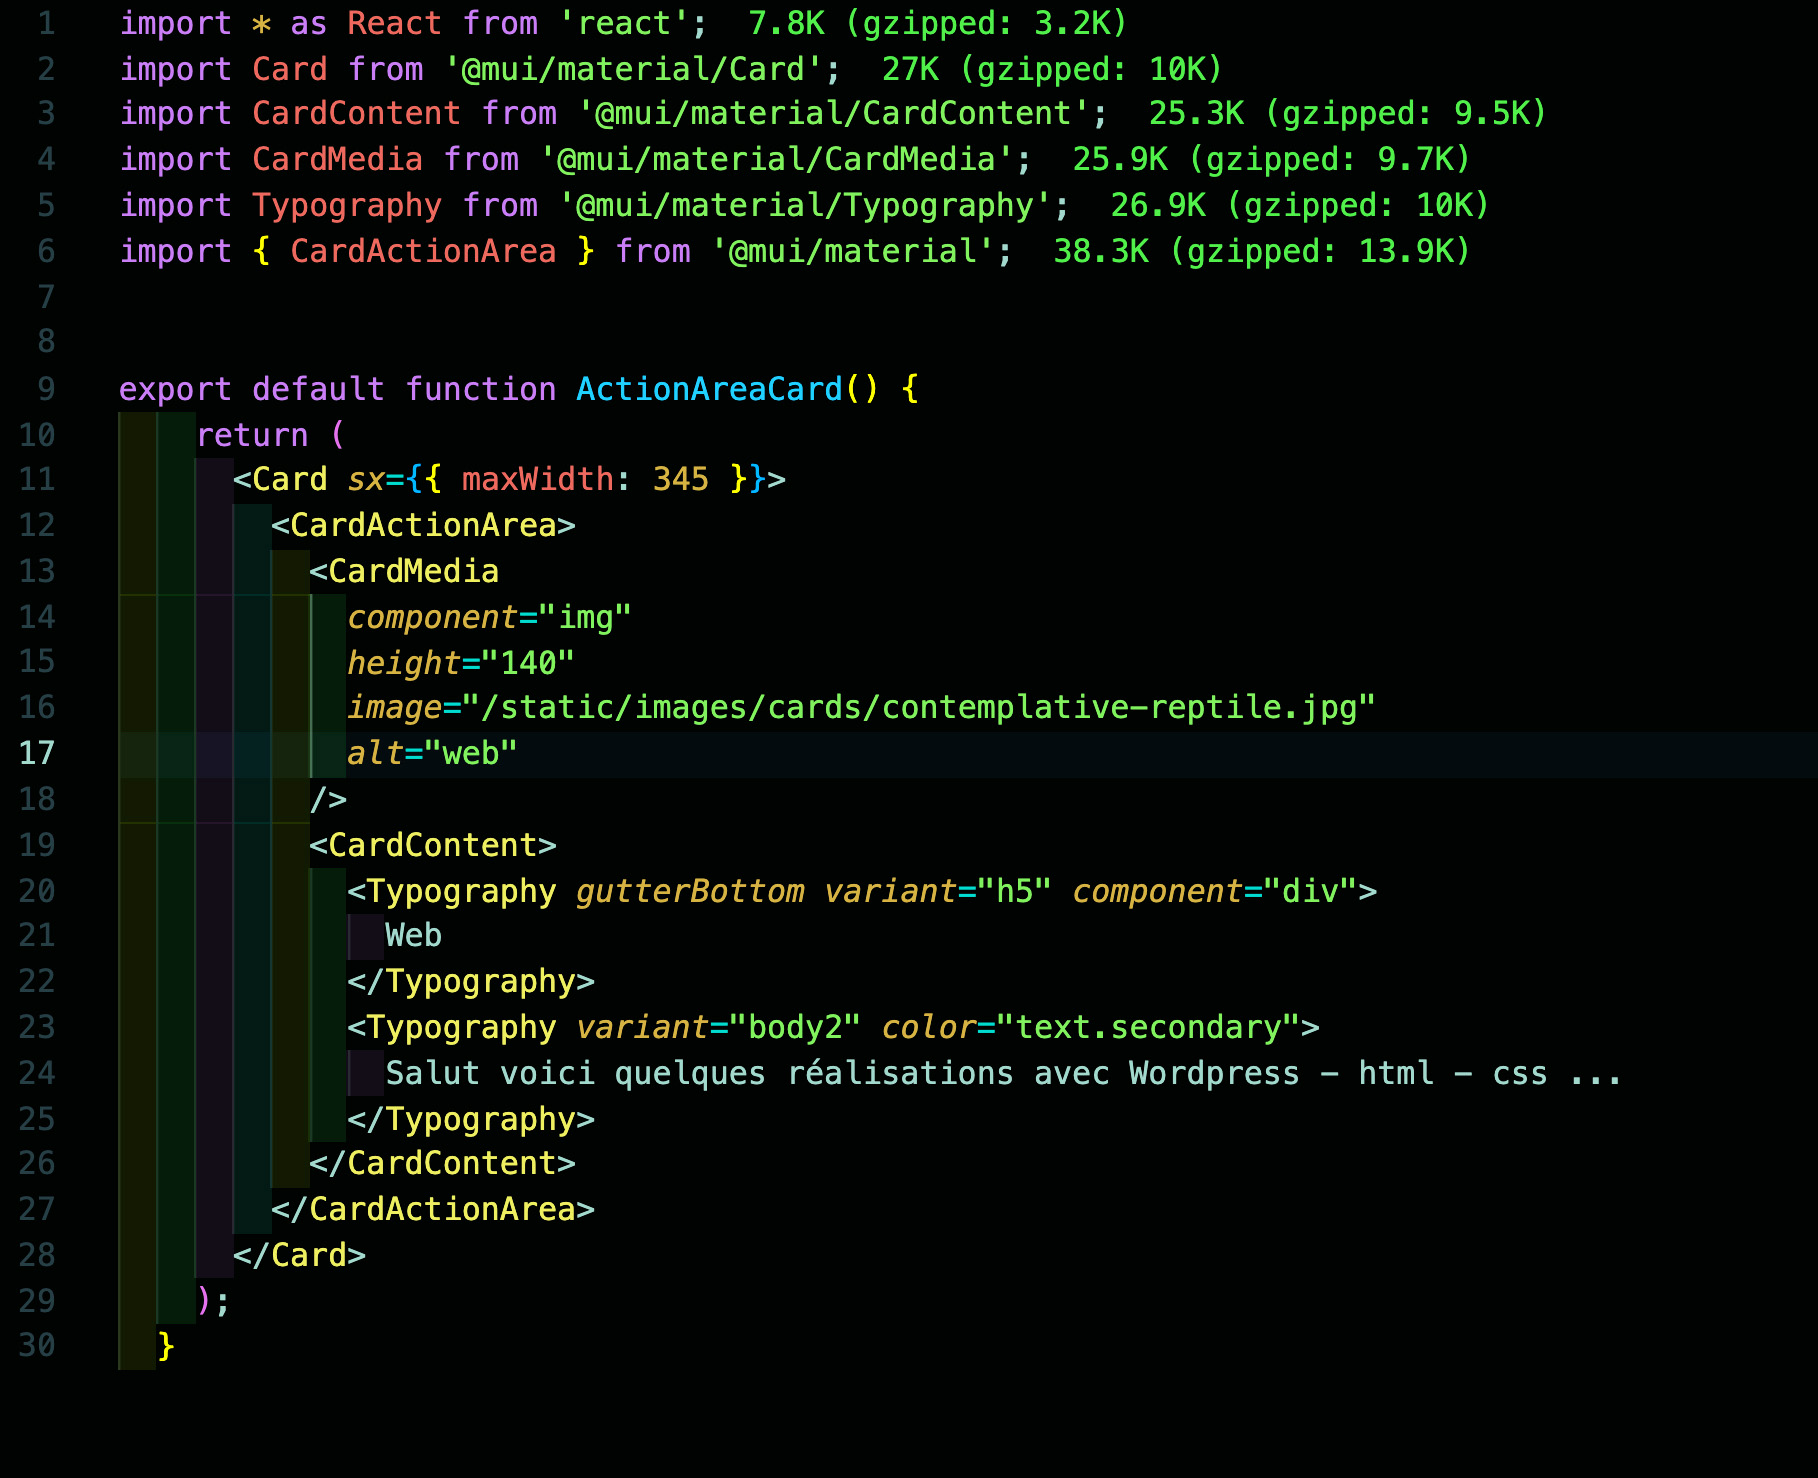 1 import * as React from 'react'; 7.8K (gzipped: 3.2K)
2 import Card from '@mui/material/Card'; 27K (gzipped: 10K)
3 import CardContent from '@mui/material/CardContent'; 25.3K (gzipped: 9.5K)
4 import CardMedia from '@mui/material/CardMedia'; 25.9K (gzipped: 9.7K)
5 import Typography from '@mui/material/Typography'; 26.9K (gzipped: 10K)
6 import { CardActionArea } from '@mui/material'; 38.3K (gzipped: 13.9K)
7
8
9 export default function ActionAreaCard() {
10     return (
11       <Card sx={{ maxWidth: 345 }}>
12         <CardActionArea>
13           <CardMedia
14             component="img"
15             height="140"
16             image="/static/images/cards/contemplative-reptile.jpg"
17             alt="web"
18           />
19           <CardContent>
20             <Typography gutterBottom variant="h5" component="div">
21               Web
22             </Typography>
23             <Typography variant="body2" color="text.secondary">
24               Salut voici quelques réalisations avec Wordpress - html - css ...
25             </Typography>
26           </CardContent>
27         </CardActionArea>
28       </Card>
29     );
30   }